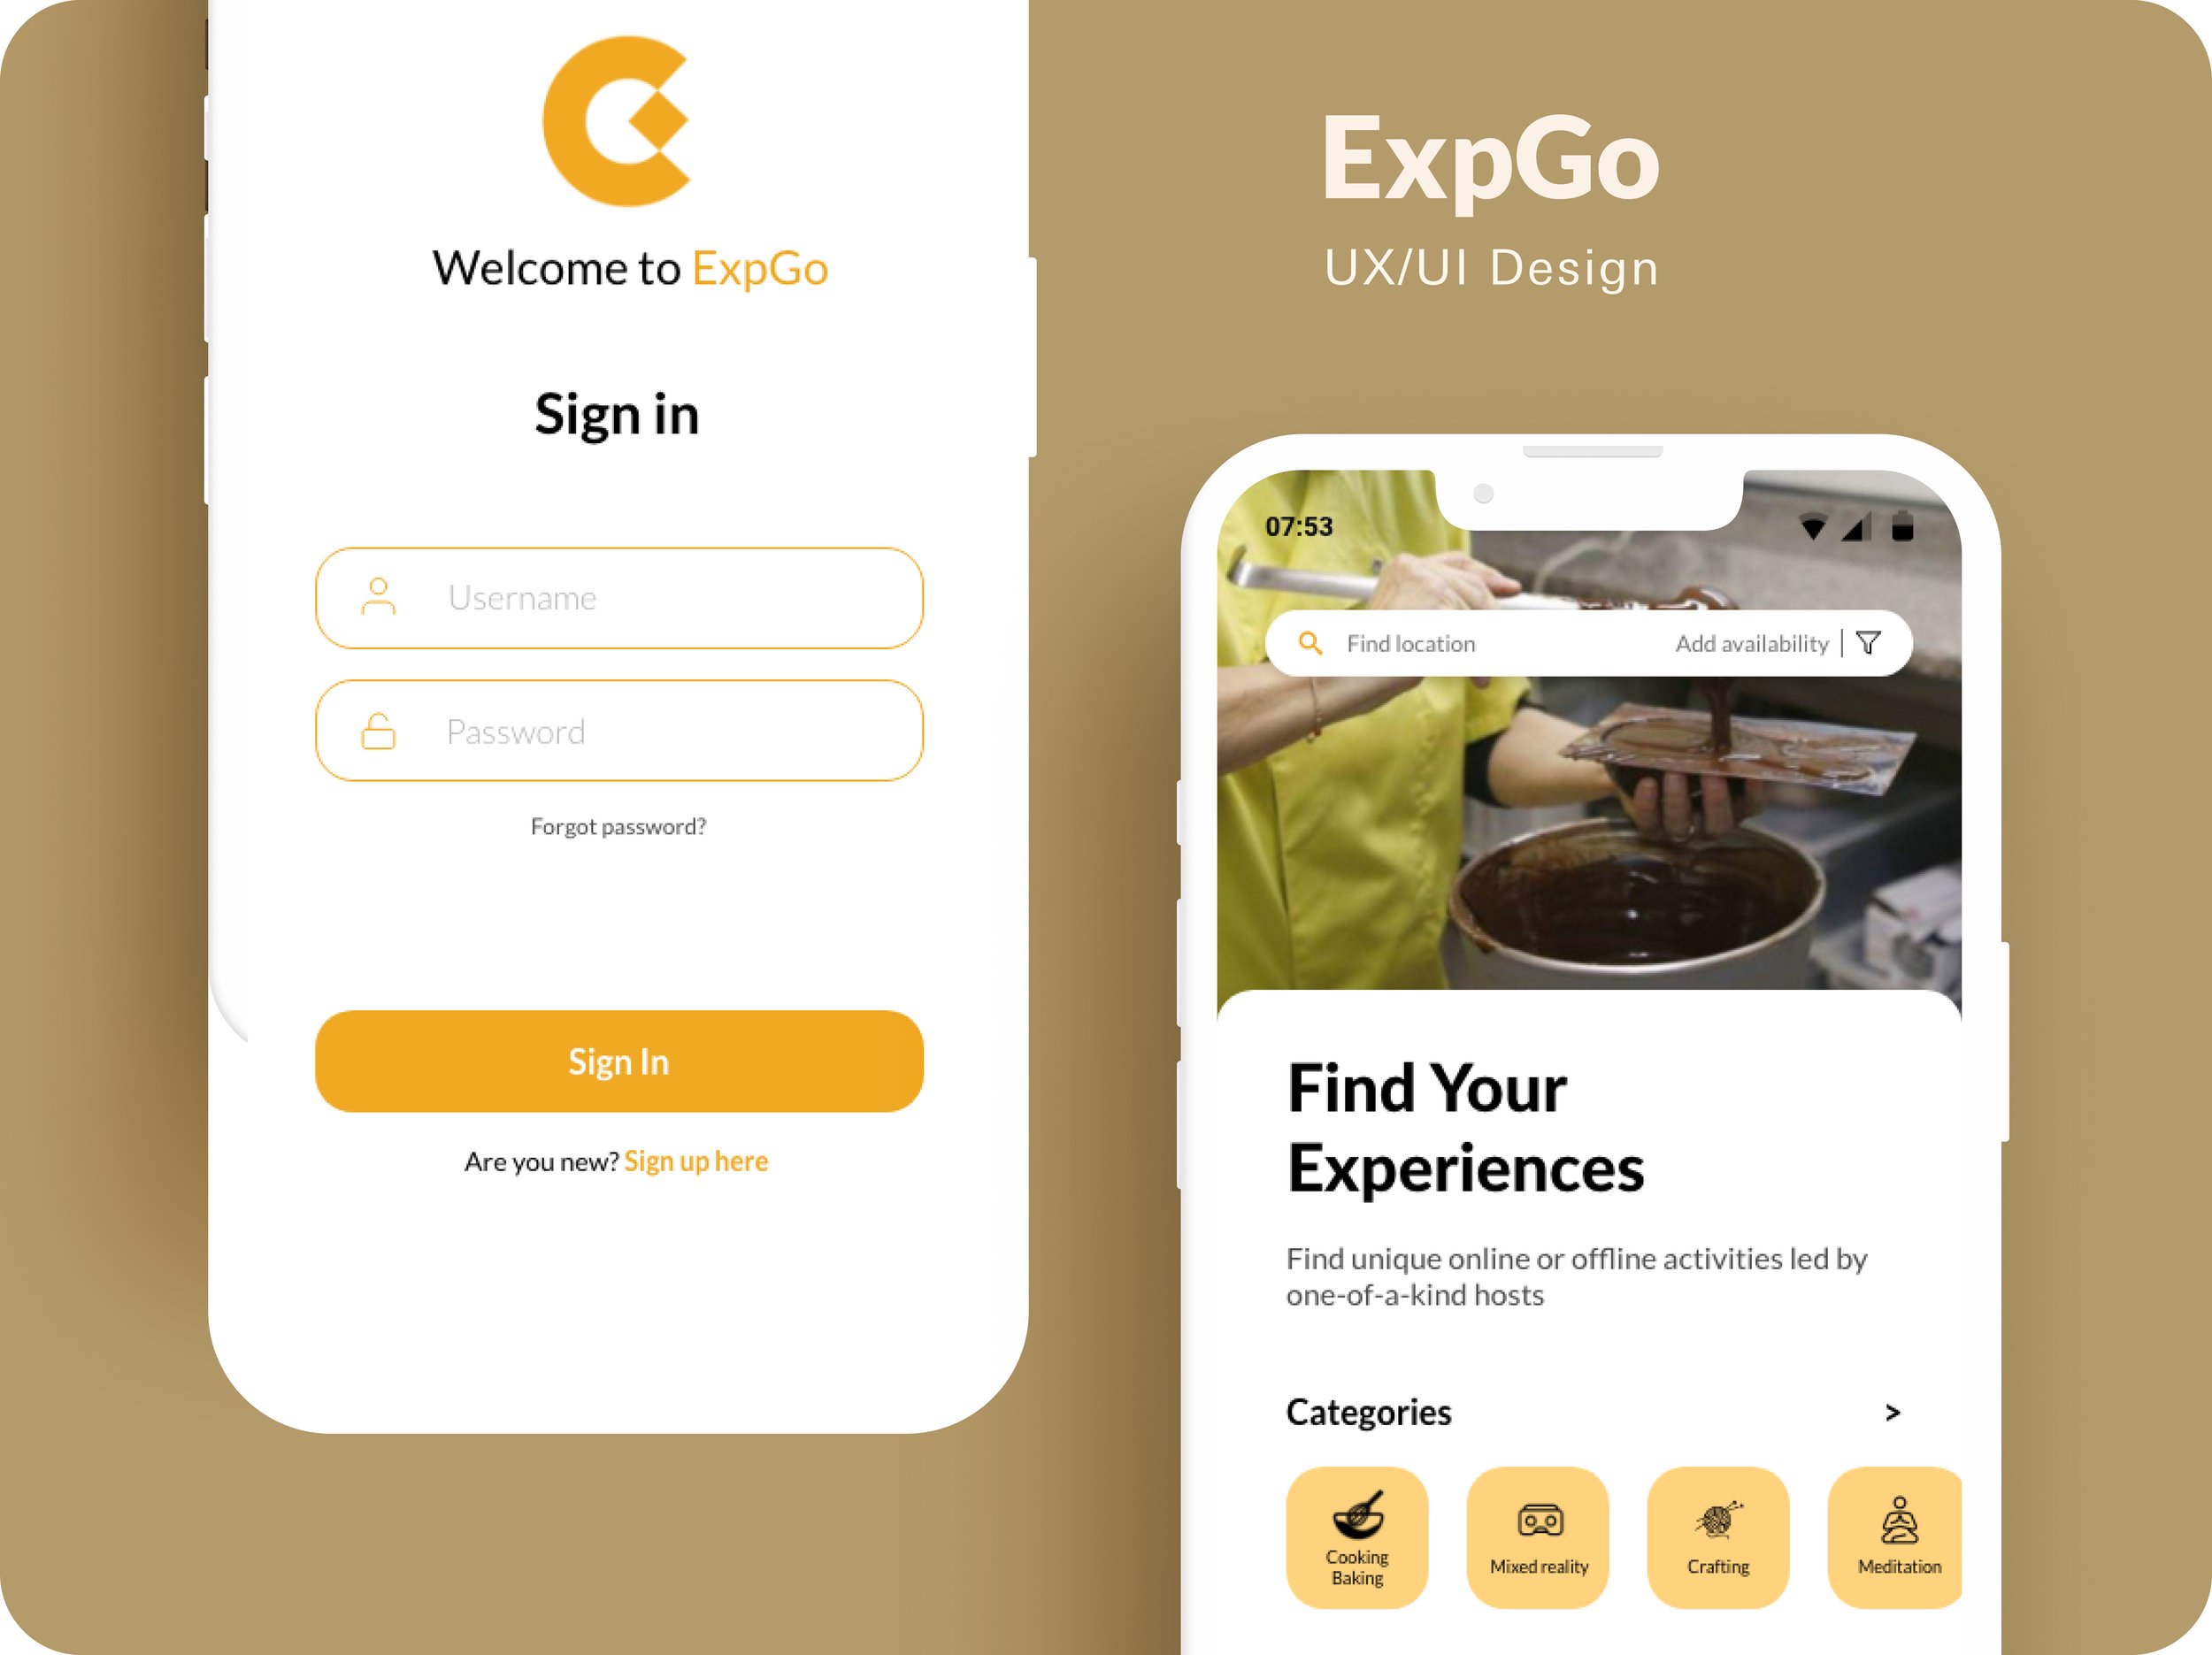 Welcome to ExpGo
Sign in
Username
Password
Forgot password?
Sign In
Are you new? Sign up here
ExpGo
UX/UI Design
07:53
Find location Add availability
Find Your
Experiences
Find unique online or offline activities led by
one-of-a-kind hosts
Categories >
Cooking
Baking
Mixed reality
Crafting
Meditation